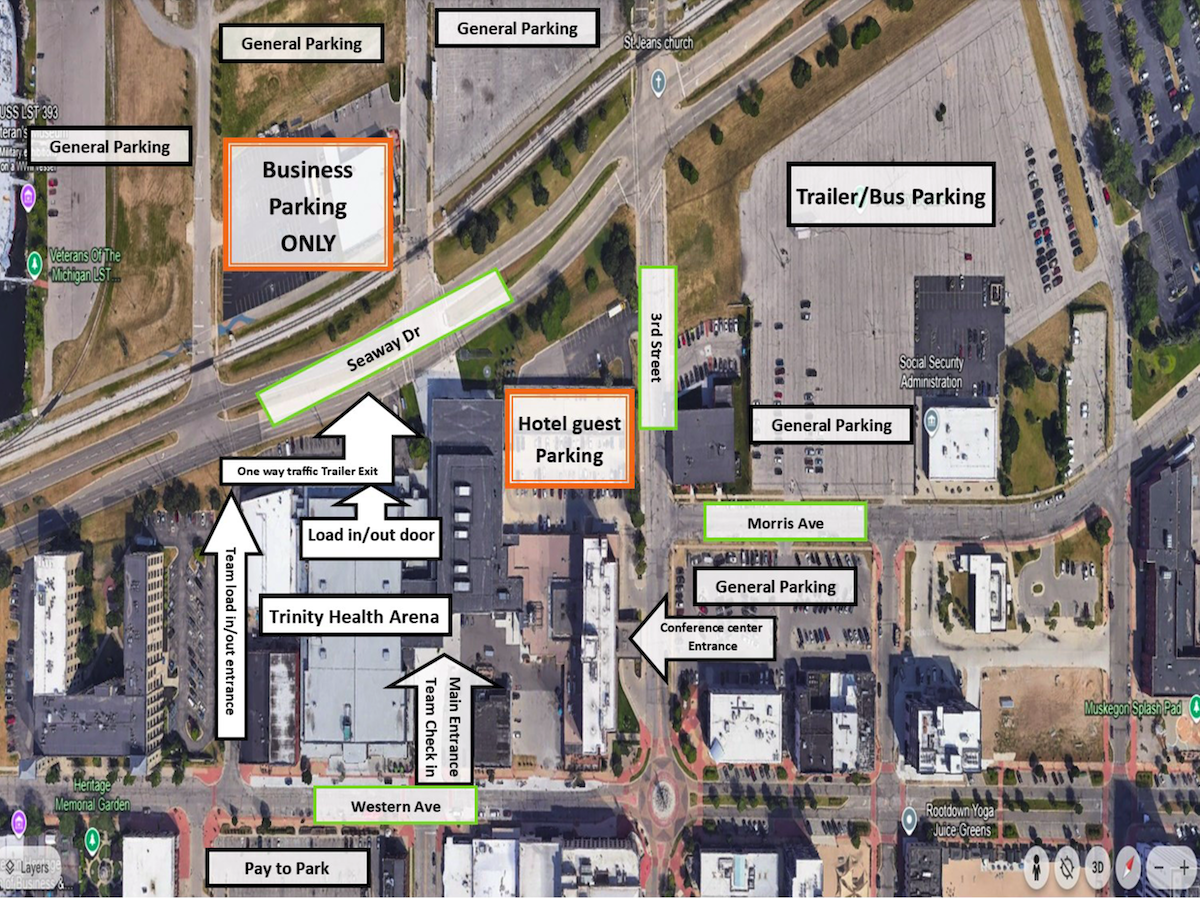 General Parking
General Parking
St.Jeans church
USS LST 393
General Parking
Business
Parking
ONLY
Trailer/Bus Parking
Veterans Of The
Michigan LST...
Seaway Dr
3rd Street
Social Security
Administration
Hotel guest
Parking
General Parking
One way traffic Trailer Exit
Load in/out door
Morris Ave
Team load in/out entrance
General Parking
Trinity Health Arena
Conference center
Entrance
Main Entrance
Team Check in
Muskegon Splash Pad
Heritage
Memorial Garden
Western Ave
Rootdown Yoga
Juice Greens
Pay to Park
Layers
3D